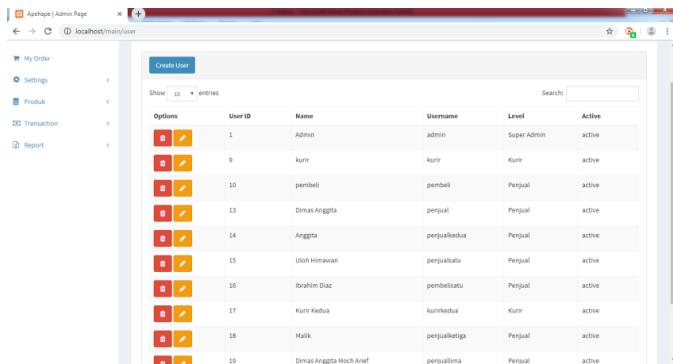 Apehape | Admin Page
localhost/main/user
My Order
Settings
Produk
Transaction
Report
Create User
Show 10 entries
Search:
Options User ID Name Username Level Active
1 Admin admin Super Admin active
9 kurir kurir Kurir active
10 pembeli pembeli Penjual active
13 Dimas Anggita penjual Penjual active
14 Anggita penjualkedua Penjual active
15 Uloh Himawan penjualsatu Penjual active
16 Ibrahim Diaz pembelisatu Penjual active
17 Kurir Kedua kurirkedua Kurir active
18 Malik penjualketiga Penjual active
19 Dimas Anggita Moch Arief penjuallima Penjual active